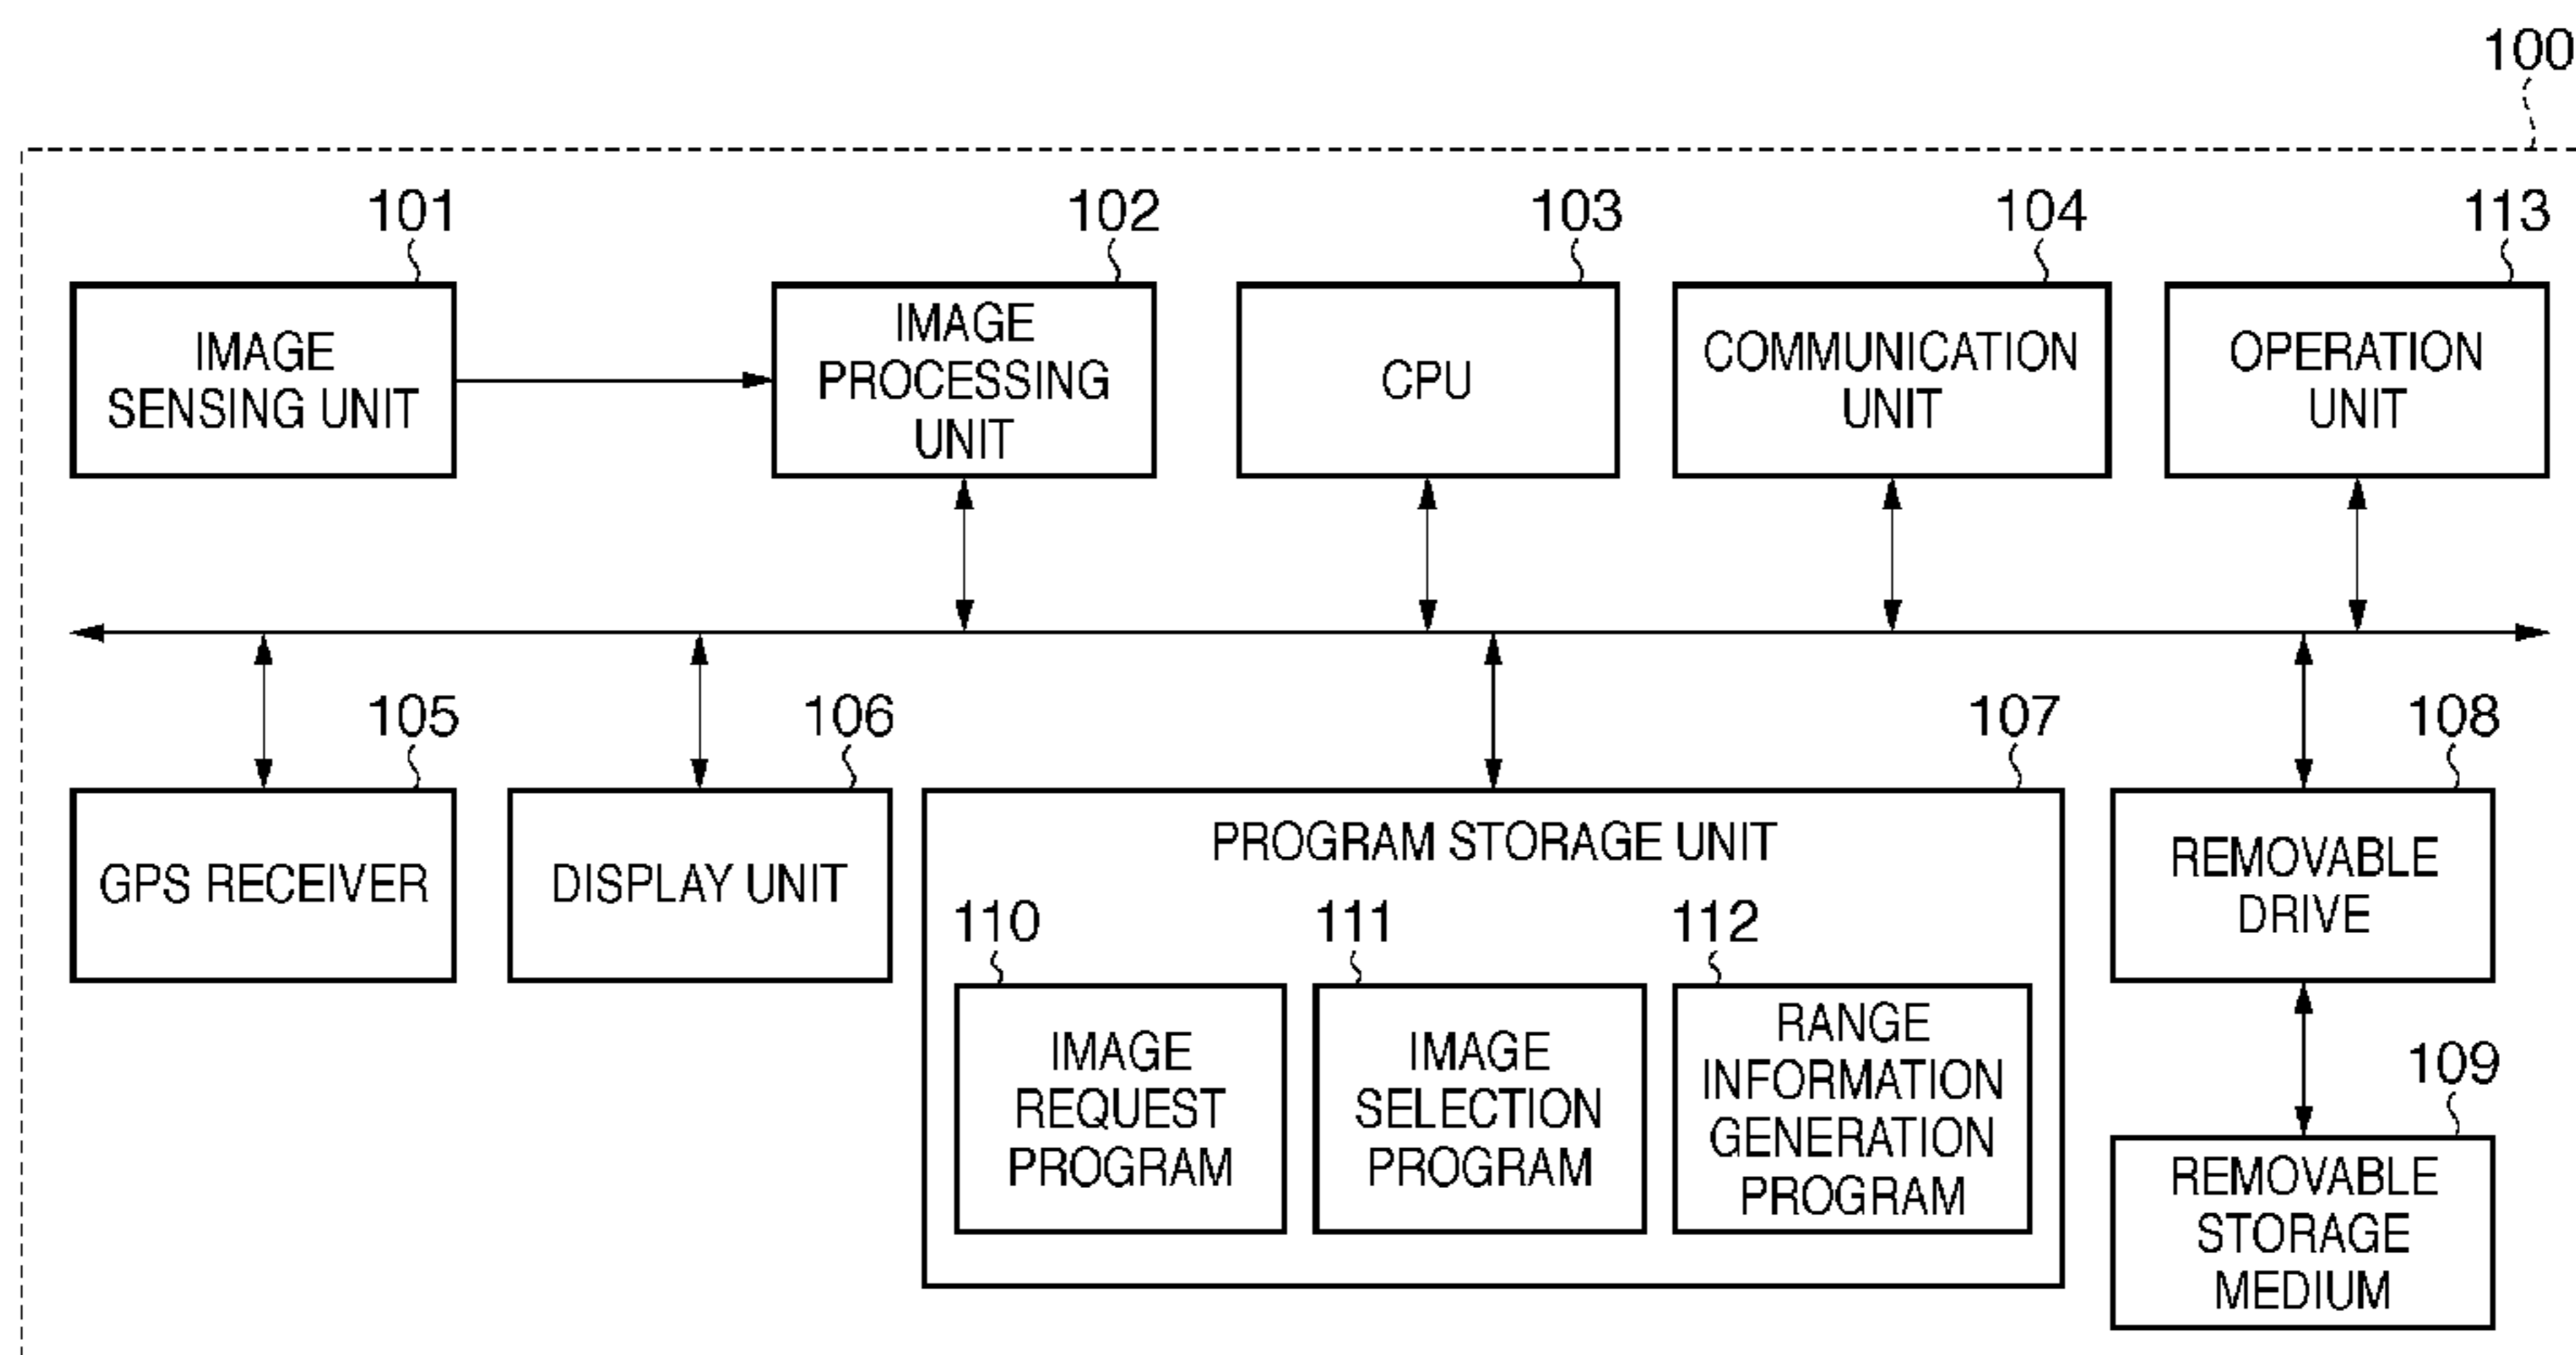 100
101
102
103
104
113
IMAGE
SENSING UNIT
IMAGE
PROCESSING
UNIT
CPU
COMMUNICATION
UNIT
OPERATION
UNIT
105
106
107
108
GPS RECEIVER
DISPLAY UNIT
PROGRAM STORAGE UNIT
REMOVABLE
DRIVE
110
111
112
IMAGE
REQUEST
PROGRAM
IMAGE
SELECTION
PROGRAM
RANGE
INFORMATION
GENERATION
PROGRAM
109
REMOVABLE
STORAGE
MEDIUM